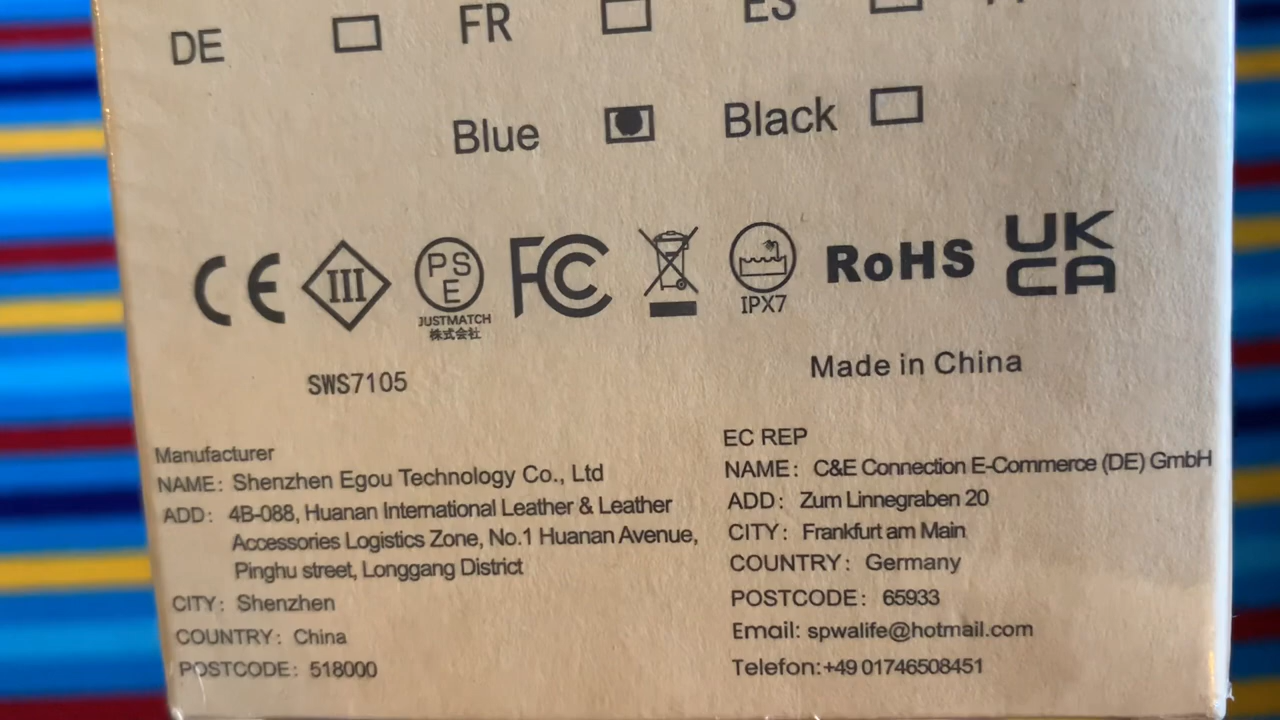 DE FR ES
Blue Black
CE III PSE FC IPX7 RoHS UKCA
JUSTMATCH
株式会社
SWS7105
Made in China
Manufacturer
NAME: Shenzhen Egou Technology Co., Ltd
ADD: 4B-088, Huanan International Leather & Leather
Accessories Logistics Zone, No.1 Huanan Avenue,
Pinghu street, Longgang District
CITY: Shenzhen
COUNTRY: China
POSTCODE: 518000
EC REP
NAME: C&E Connection E-Commerce (DE) GmbH
ADD: Zum Linnegraben 20
CITY: Frankfurt am Main
COUNTRY: Germany
POSTCODE: 65933
Email: spwalife@hotmail.com
Telefon:+49 01746508451